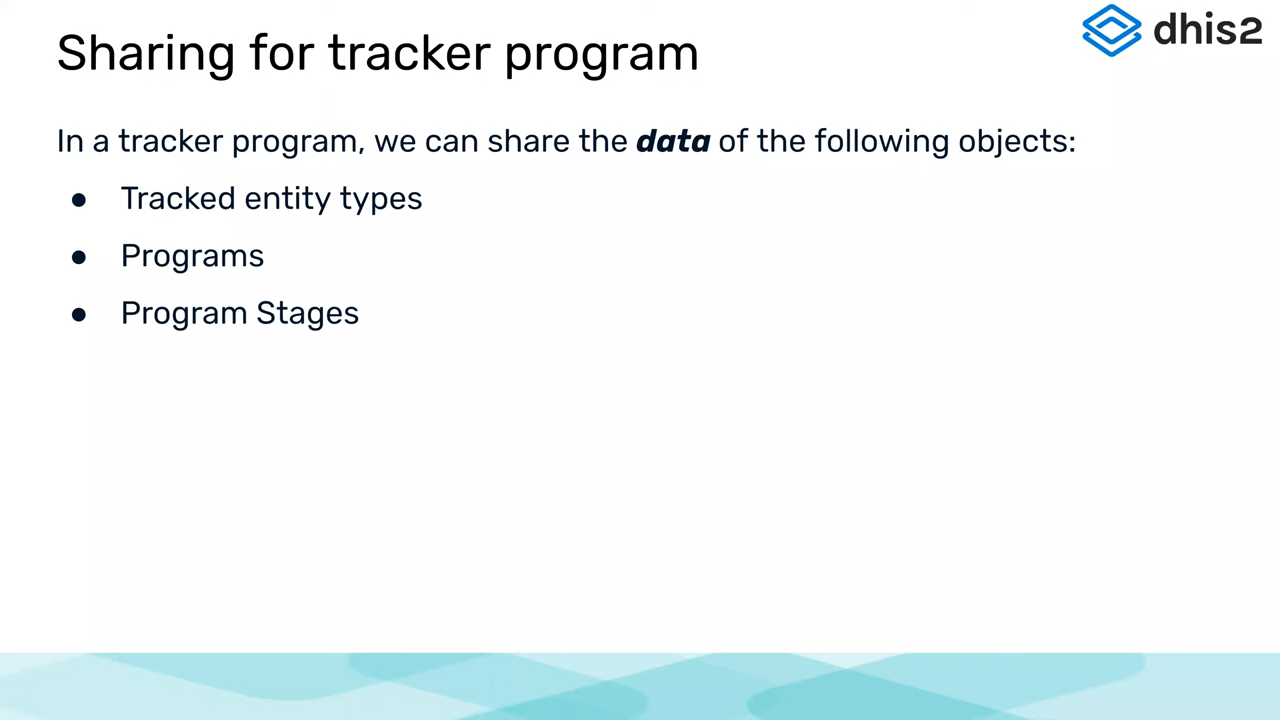 Sharing for tracker program
dhis2
In a tracker program, we can share the data of the following objects:
● Tracked entity types
● Programs
● Program Stages